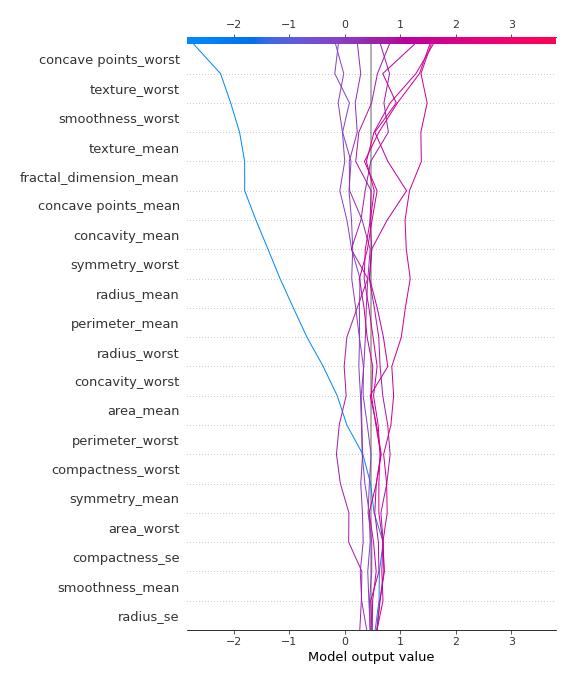 −2 −1 0 1 2 3
concave points_worst
texture_worst
smoothness_worst
texture_mean
fractal_dimension_mean
concave points_mean
concavity_mean
symmetry_worst
radius_mean
perimeter_mean
radius_worst
concavity_worst
area_mean
perimeter_worst
compactness_worst
symmetry_mean
area_worst
compactness_se
smoothness_mean
radius_se
−2 −1 0 1 2 3
Model output value